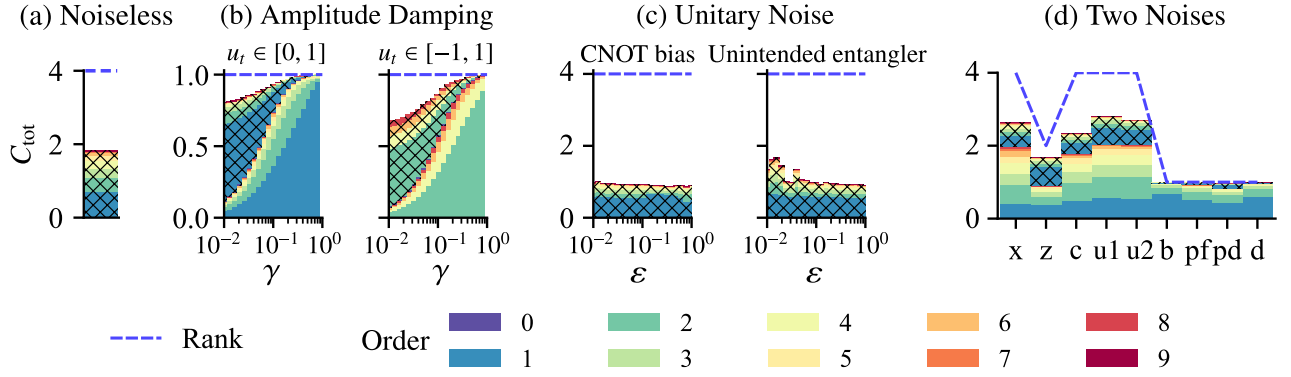 (a) Noiseless
(b) Amplitude Damping
(c) Unitary Noise
(d) Two Noises
u_t ∈ [0, 1]
u_t ∈ [−1, 1]
CNOT bias
Unintended entangler
C_tot
4
2
0
1.0
0.5
0.0
10^−2 10^−1 10^0
γ
10^−2 10^−1 10^0
γ
4
2
0
10^−2 10^−1 10^0
ε
4
2
0
10^−2 10^−1 10^0
ε
4
2
0
x z c u1 u2 b pf pd d
Rank
Order
0 2 4 6 8
1 3 5 7 9